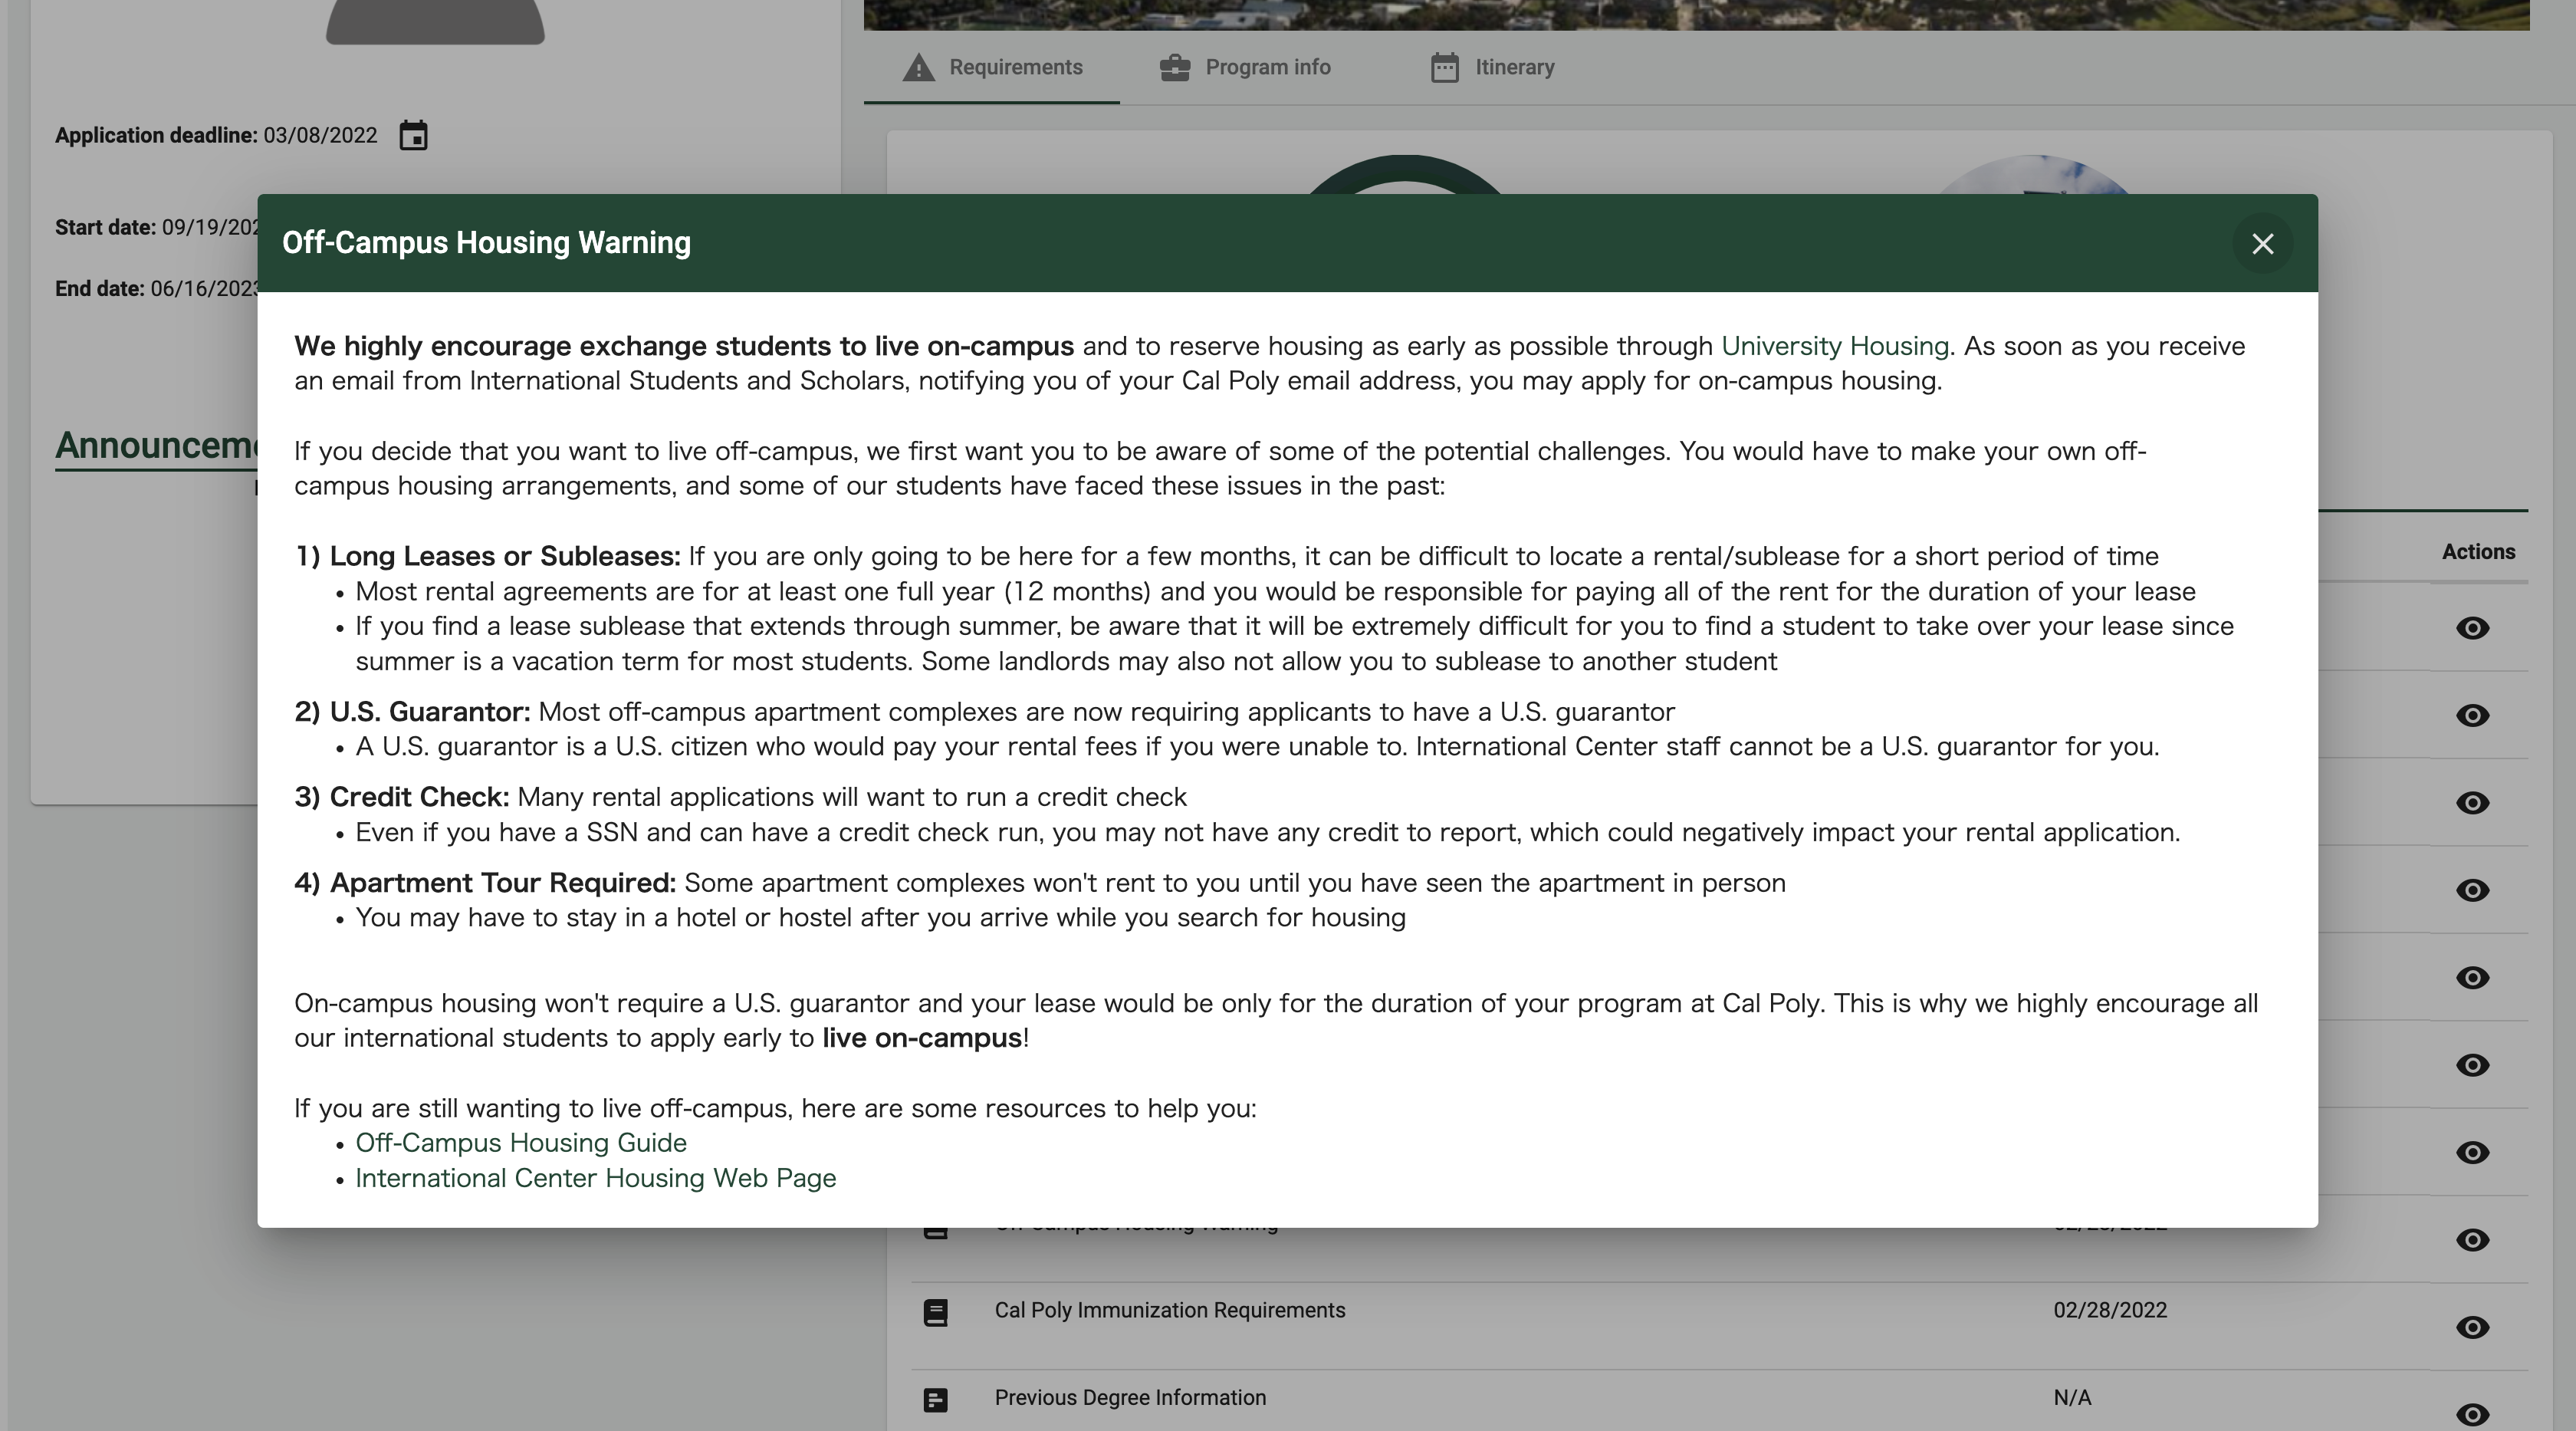 Requirements
Program info
Itinerary
Application deadline: 03/08/2022
Start date: 09/19/202
End date: 06/16/2023
Announcem
Actions
Off-Campus Housing Warning
We highly encourage exchange students to live on-campus and to reserve housing as early as possible through University Housing. As soon as you receive
an email from International Students and Scholars, notifying you of your Cal Poly email address, you may apply for on-campus housing.
If you decide that you want to live off-campus, we first want you to be aware of some of the potential challenges. You would have to make your own off-
campus housing arrangements, and some of our students have faced these issues in the past:
1) Long Leases or Subleases: If you are only going to be here for a few months, it can be difficult to locate a rental/sublease for a short period of time
• Most rental agreements are for at least one full year (12 months) and you would be responsible for paying all of the rent for the duration of your lease
• If you find a lease sublease that extends through summer, be aware that it will be extremely difficult for you to find a student to take over your lease since
summer is a vacation term for most students. Some landlords may also not allow you to sublease to another student
2) U.S. Guarantor: Most off-campus apartment complexes are now requiring applicants to have a U.S. guarantor
• A U.S. guarantor is a U.S. citizen who would pay your rental fees if you were unable to. International Center staff cannot be a U.S. guarantor for you.
3) Credit Check: Many rental applications will want to run a credit check
• Even if you have a SSN and can have a credit check run, you may not have any credit to report, which could negatively impact your rental application.
4) Apartment Tour Required: Some apartment complexes won't rent to you until you have seen the apartment in person
• You may have to stay in a hotel or hostel after you arrive while you search for housing
On-campus housing won't require a U.S. guarantor and your lease would be only for the duration of your program at Cal Poly. This is why we highly encourage all
our international students to apply early to live on-campus!
If you are still wanting to live off-campus, here are some resources to help you:
• Off-Campus Housing Guide
• International Center Housing Web Page
Off-Campus Housing Warning 02/28/2022
Cal Poly Immunization Requirements 02/28/2022
Previous Degree Information N/A